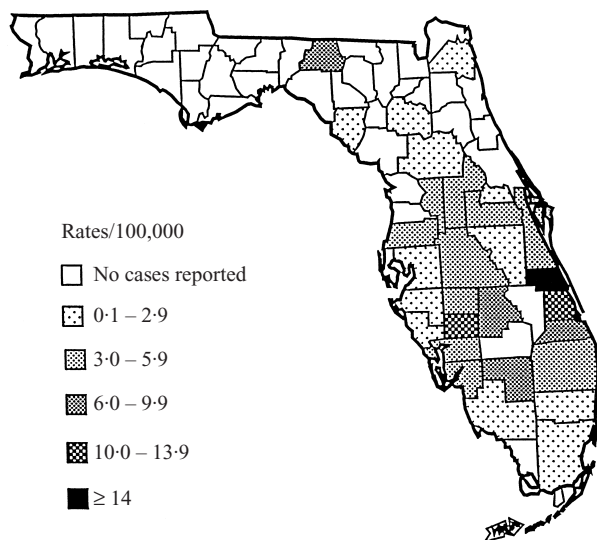 Rates/100,000
No cases reported
0·1 – 2·9
3·0 – 5·9
6·0 – 9·9
10·0 – 13·9
≥ 14